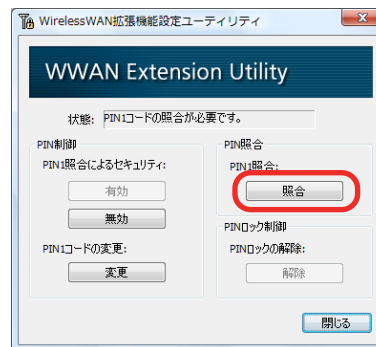 WirelessWAN拡張機能設定ユーティリティ
WWAN Extension Utility
状態: PIN1コードの照合が必要です。
PIN制御
PIN1照合によるセキュリティ:
有効
無効
PIN1コードの変更:
変更
PIN照合
PIN1照合:
照合
PINロック制御
PINロックの解除:
解除
閉じる